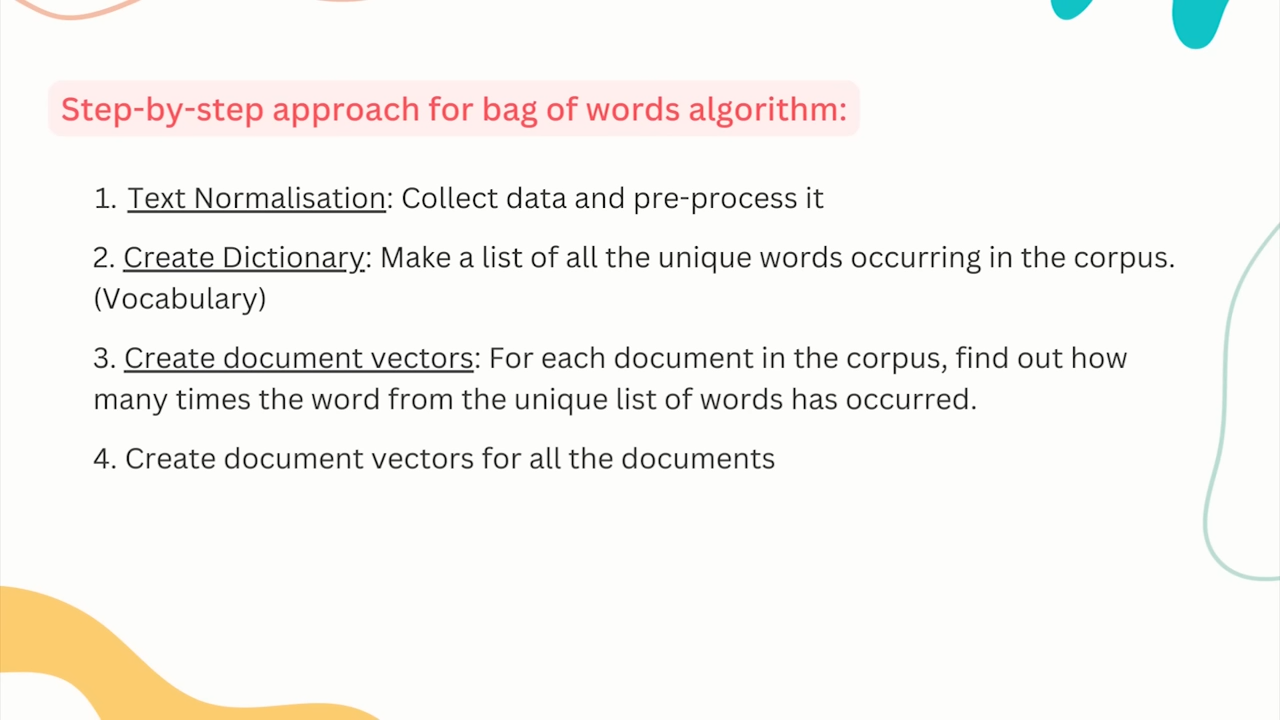 Step-by-step approach for bag of words algorithm:
1. Text Normalisation: Collect data and pre-process it
2. Create Dictionary: Make a list of all the unique words occurring in the corpus.
(Vocabulary)
3. Create document vectors: For each document in the corpus, find out how
many times the word from the unique list of words has occurred.
4. Create document vectors for all the documents